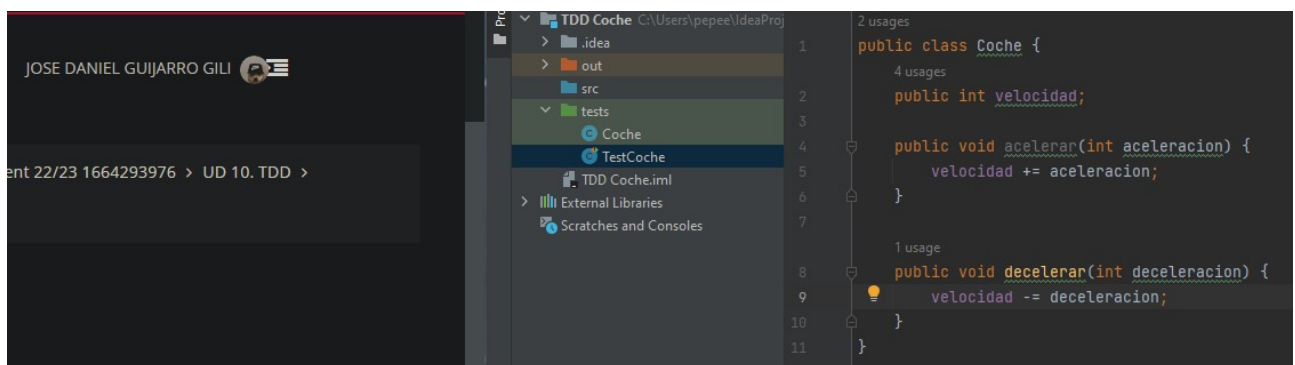 JOSE DANIEL GUIJARRO GILI
ent 22/23 1664293976 > UD 10. TDD >
TDD Coche C:\Users\pepee\IdeaProj
.idea
out
src
tests
Coche
TestCoche
TDD Coche.iml
External Libraries
Scratches and Consoles
2 usages
1 public class Coche {
4 usages
2 public int velocidad;
3
4 public void acelerar(int aceleracion) {
5 velocidad += aceleracion;
6 }
7
1 usage
8 public void decelerar(int deceleracion) {
9 velocidad -= deceleracion;
10 }
11 }